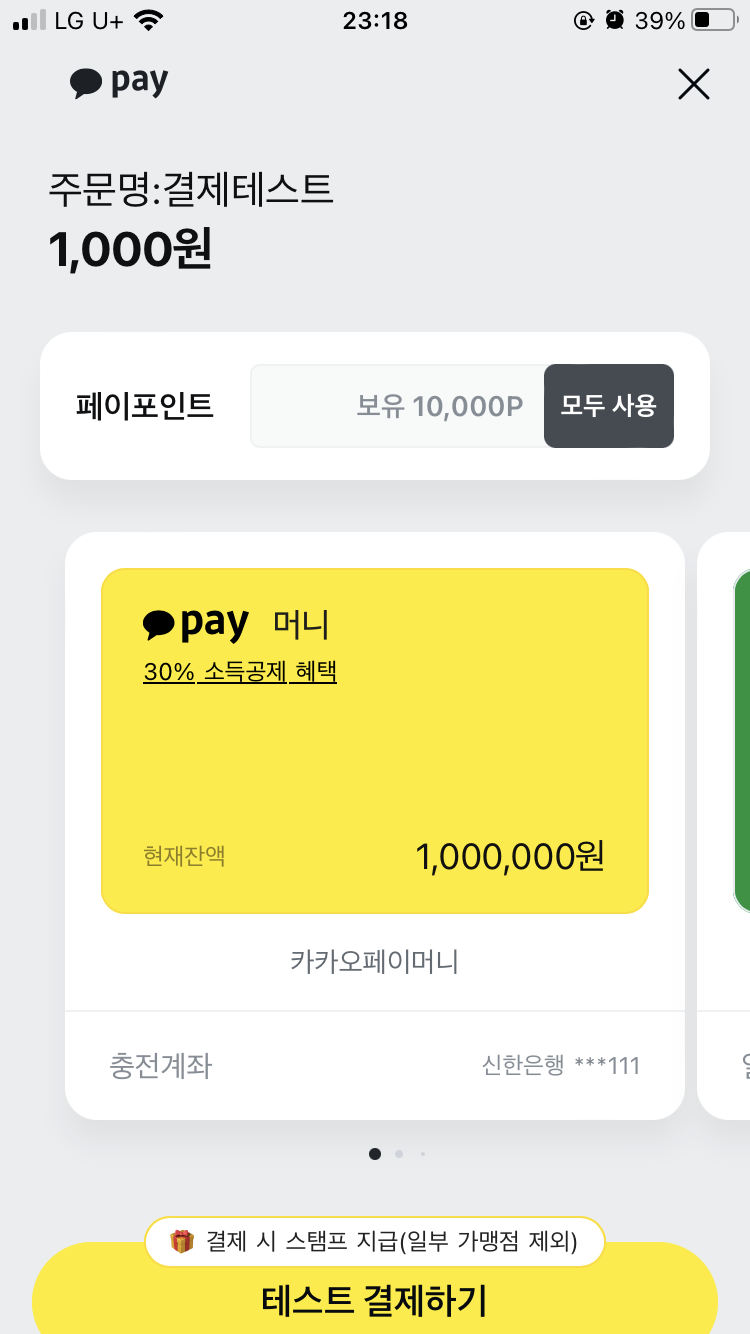 LG U+ 23:18 39%
pay
주문명:결제테스트
1,000원
페이포인트 보유 10,000P 모두 사용
pay 머니
30% 소득공제 혜택
현재잔액 1,000,000원
카카오페이머니
충전계좌 신한은행 ***111
결제 시 스탬프 지급(일부 가맹점 제외)
테스트 결제하기